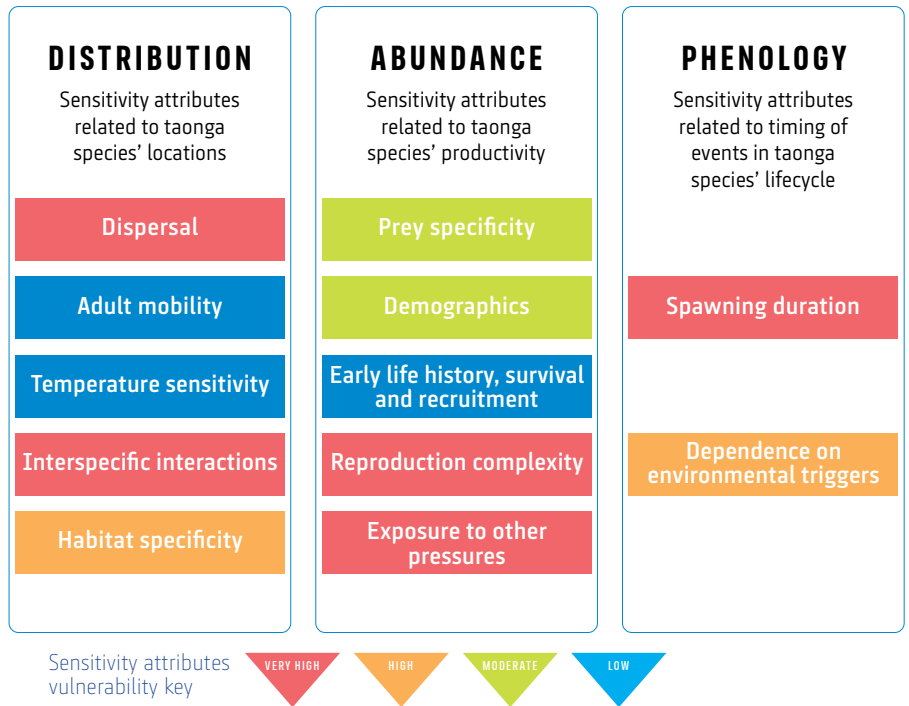 DISTRIBUTION
Sensitivity attributes
related to taonga
species’ locations
Dispersal
Adult mobility
Temperature sensitivity
Interspecific interactions
Habitat specificity
ABUNDANCE
Sensitivity attributes
related to taonga
species’ productivity
Prey specificity
Demographics
Early life history, survival
and recruitment
Reproduction complexity
Exposure to other
pressures
PHENOLOGY
Sensitivity attributes
related to timing of
events in taonga
species’ lifecycle
Spawning duration
Dependence on
environmental triggers
Sensitivity attributes
vulnerability key
VERY HIGH
HIGH
MODERATE
LOW